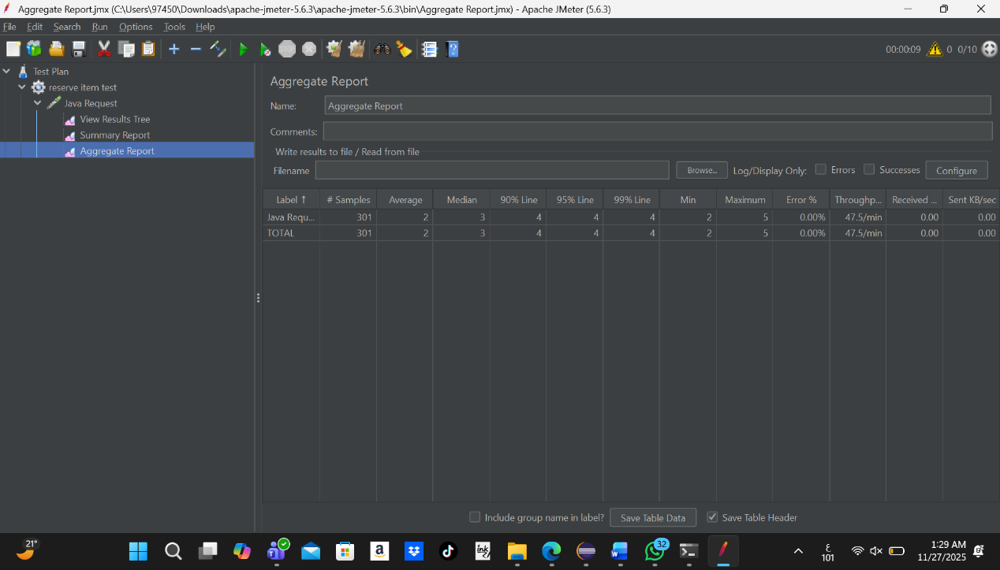 Aggregate Report.jmx (C:\Users\97450\Downloads\apache-jmeter-5.6.3\apache-jmeter-5.6.3\bin\Aggregate Report.jmx) - Apache JMeter (5.6.3)
File Edit Search Run Options Tools Help
00:00:09 0 0/10
Test Plan
reserve item test
Java Request
View Results Tree
Summary Report
Aggregate Report
Aggregate Report
Name: Aggregate Report
Comments:
Write results to file / Read from file
Filename Browse... Log/Display Only: Errors Successes Configure
Label ↑ # Samples Average Median 90% Line 95% Line 99% Line Min Maximum Error % Throughp... Received ... Sent KB/sec
Java Requ... 301 2 3 4 4 4 2 5 0.00% 47.5/min 0.00 0.00
TOTAL 301 2 3 4 4 4 2 5 0.00% 47.5/min 0.00 0.00
Include group name in label? Save Table Data Save Table Header
21°
a
ink
W
32
ع
101
1:29 AM
11/27/2025